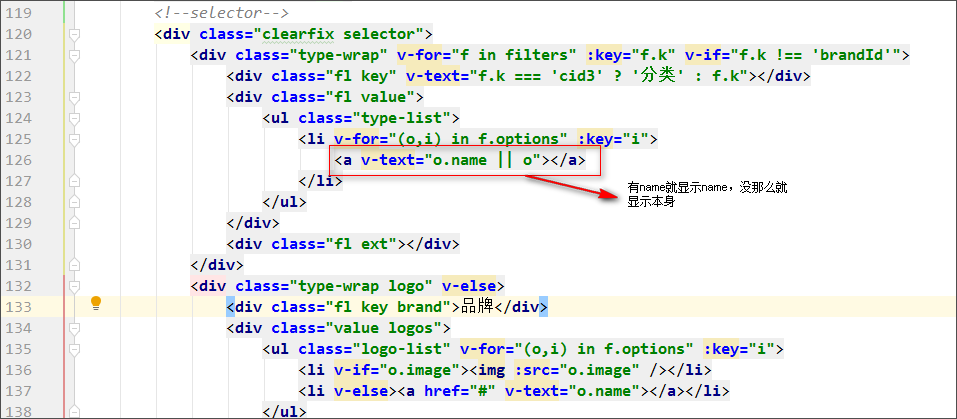 119 <!--selector-->
120 <div class="clearfix selector">
121 <div class="type-wrap" v-for="f in filters" :key="f.k" v-if="f.k !== 'brandId'">
122 <div class="fl key" v-text="f.k === 'cid3' ? '分类' : f.k"></div>
123 <div class="fl value">
124 <ul class="type-list">
125 <li v-for="(o,i) in f.options" :key="i">
126 <a v-text="o.name || o"></a>
127 </li>
有name就显示name，没那么就
显示本身
128 </ul>
129 </div>
130 <div class="fl ext"></div>
131 </div>
132 <div class="type-wrap logo" v-else>
133 <div class="fl key brand">品牌</div>
134 <div class="value logos">
135 <ul class="logo-list" v-for="(o,i) in f.options" :key="i">
136 <li v-if="o.image"><img :src="o.image" /></li>
137 <li v-else><a href="#" v-text="o.name"></a></li>
138 </ul>